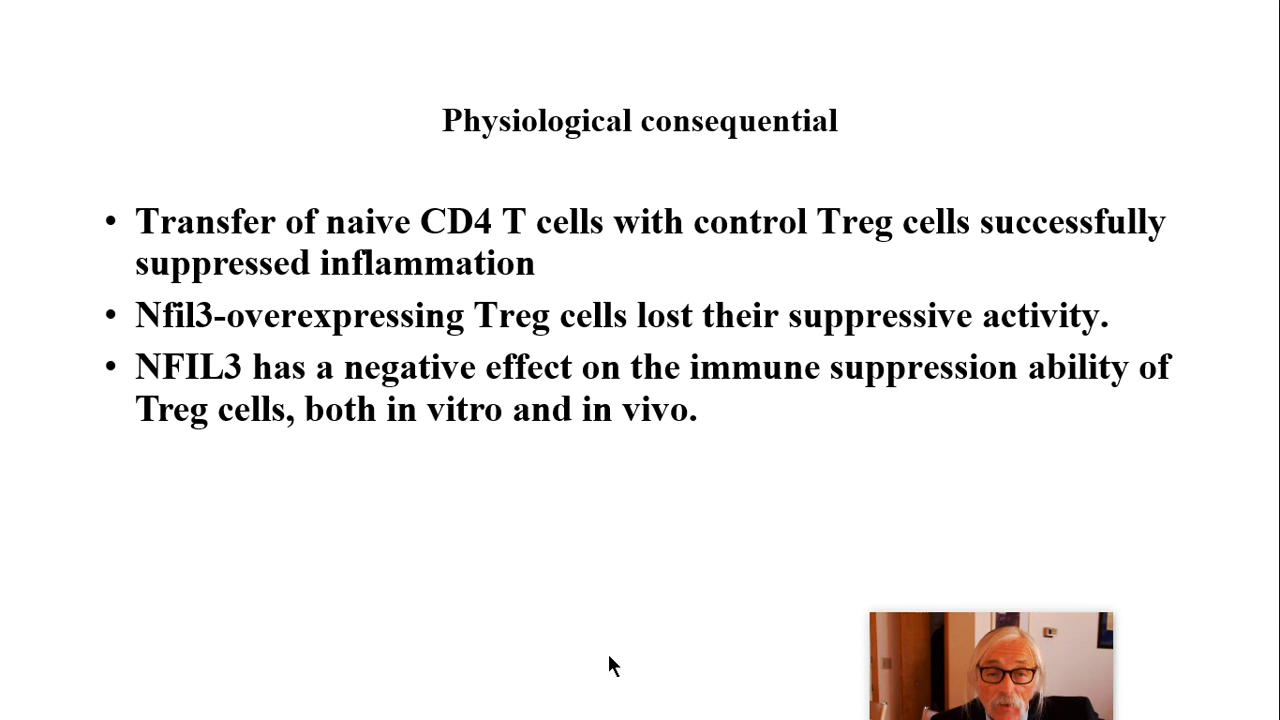 Physiological consequential
• Transfer of naive CD4 T cells with control Treg cells successfully
suppressed inflammation
• Nfil3-overexpressing Treg cells lost their suppressive activity.
• NFIL3 has a negative effect on the immune suppression ability of
Treg cells, both in vitro and in vivo.